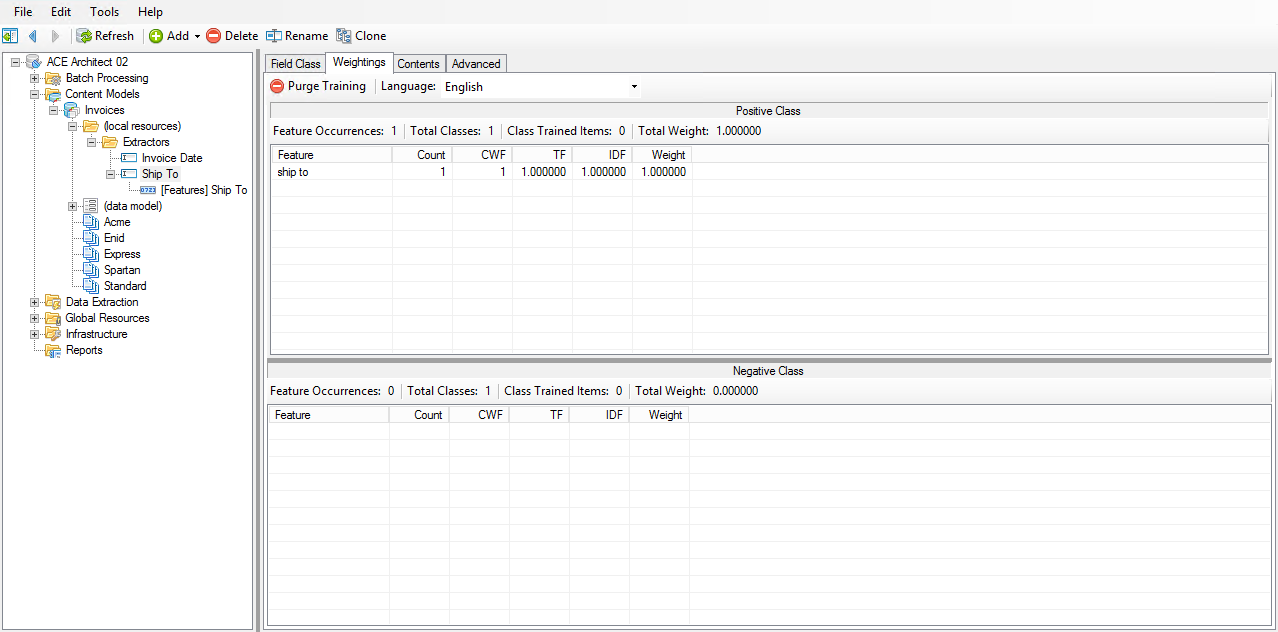 File Edit Tools Help
Refresh Add Delete Rename Clone
ACE Architect 02
Batch Processing
Content Models
Invoices
(local resources)
Extractors
Invoice Date
Ship To
0723 [Features] Ship To
(data model)
Acme
Enid
Express
Spartan
Standard
Data Extraction
Global Resources
Infrastructure
Reports
Field Class Weightings Contents Advanced
Purge Training Language: English
Positive Class
Feature Occurrences: 1 Total Classes: 1 Class Trained Items: 0 Total Weight: 1.000000
Feature Count CWF TF IDF Weight
ship to 1 1 1.000000 1.000000 1.000000
Negative Class
Feature Occurrences: 0 Total Classes: 1 Class Trained Items: 0 Total Weight: 0.000000
Feature Count CWF TF IDF Weight